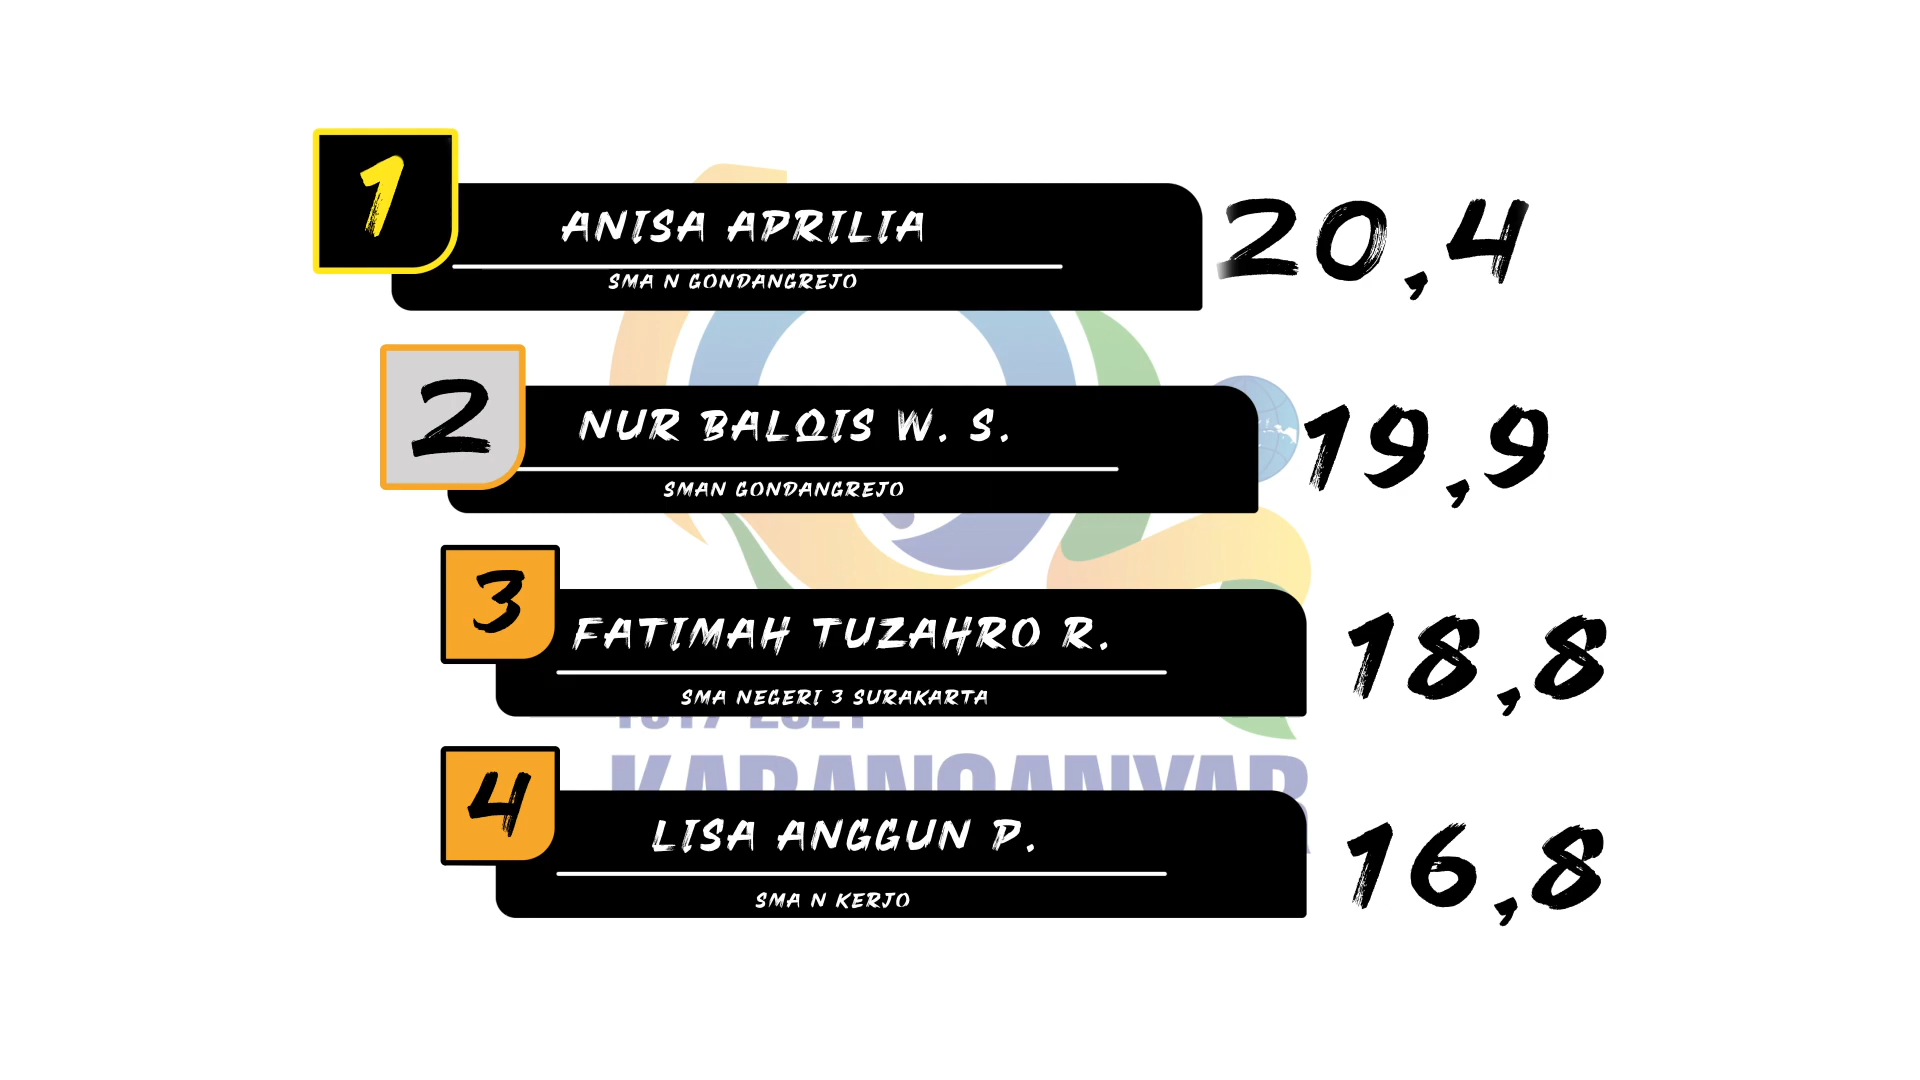 1
ANISA APRILIA
20,4
SMA N GONDANGREJO
2
NUR BALQIS W. S.
19,9
SMAN GONDANGREJO
3
FATIMAH TUZAHRO R.
18,8
SMA NEGERI 3 SURAKARTA
KARANGANYAR
4
LISA ANGGUN P.
16,8
SMA N KERJO